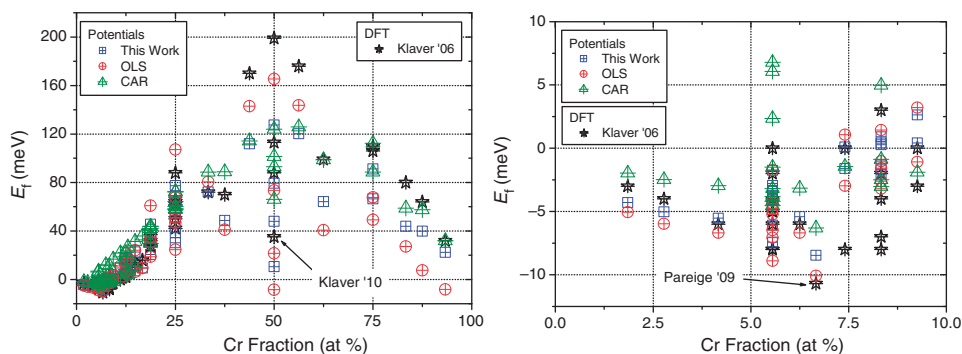 200
160
120
80
40
0
E_f (meV)
Potentials
This Work
OLS
CAR
DFT
Klaver '06
Klaver '10
0 25 50 75 100
Cr Fraction (at %)
10
5
0
−5
−10
E_f (meV)
Potentials
This Work
OLS
CAR
DFT
Klaver '06
Pareige '09
0.0 2.5 5.0 7.5 10.0
Cr Fraction (at %)